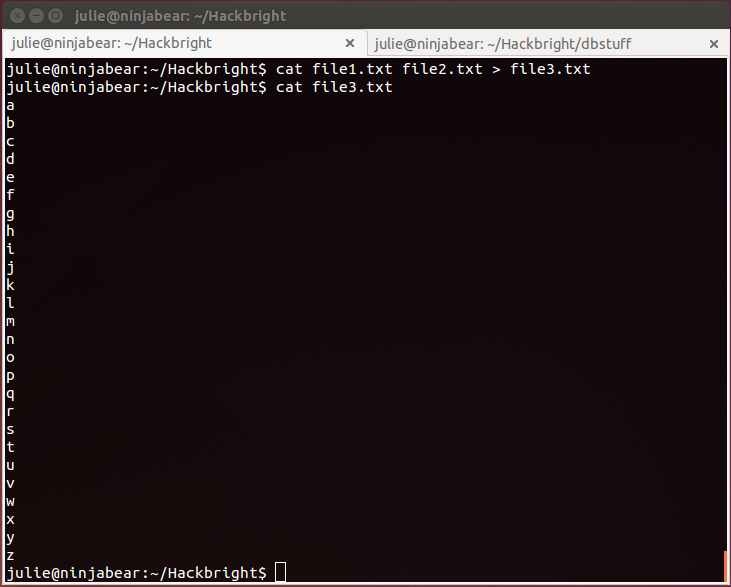 julie@ninjabear: ~/Hackbright
julie@ninjabear: ~/Hackbright
julie@ninjabear: ~/Hackbright/dbstuff
julie@ninjabear:~/Hackbright$ cat file1.txt file2.txt > file3.txt
julie@ninjabear:~/Hackbright$ cat file3.txt
a
b
c
d
e
f
g
h
i
j
k
l
m
n
o
p
q
r
s
t
u
v
w
x
y
z
julie@ninjabear:~/Hackbright$